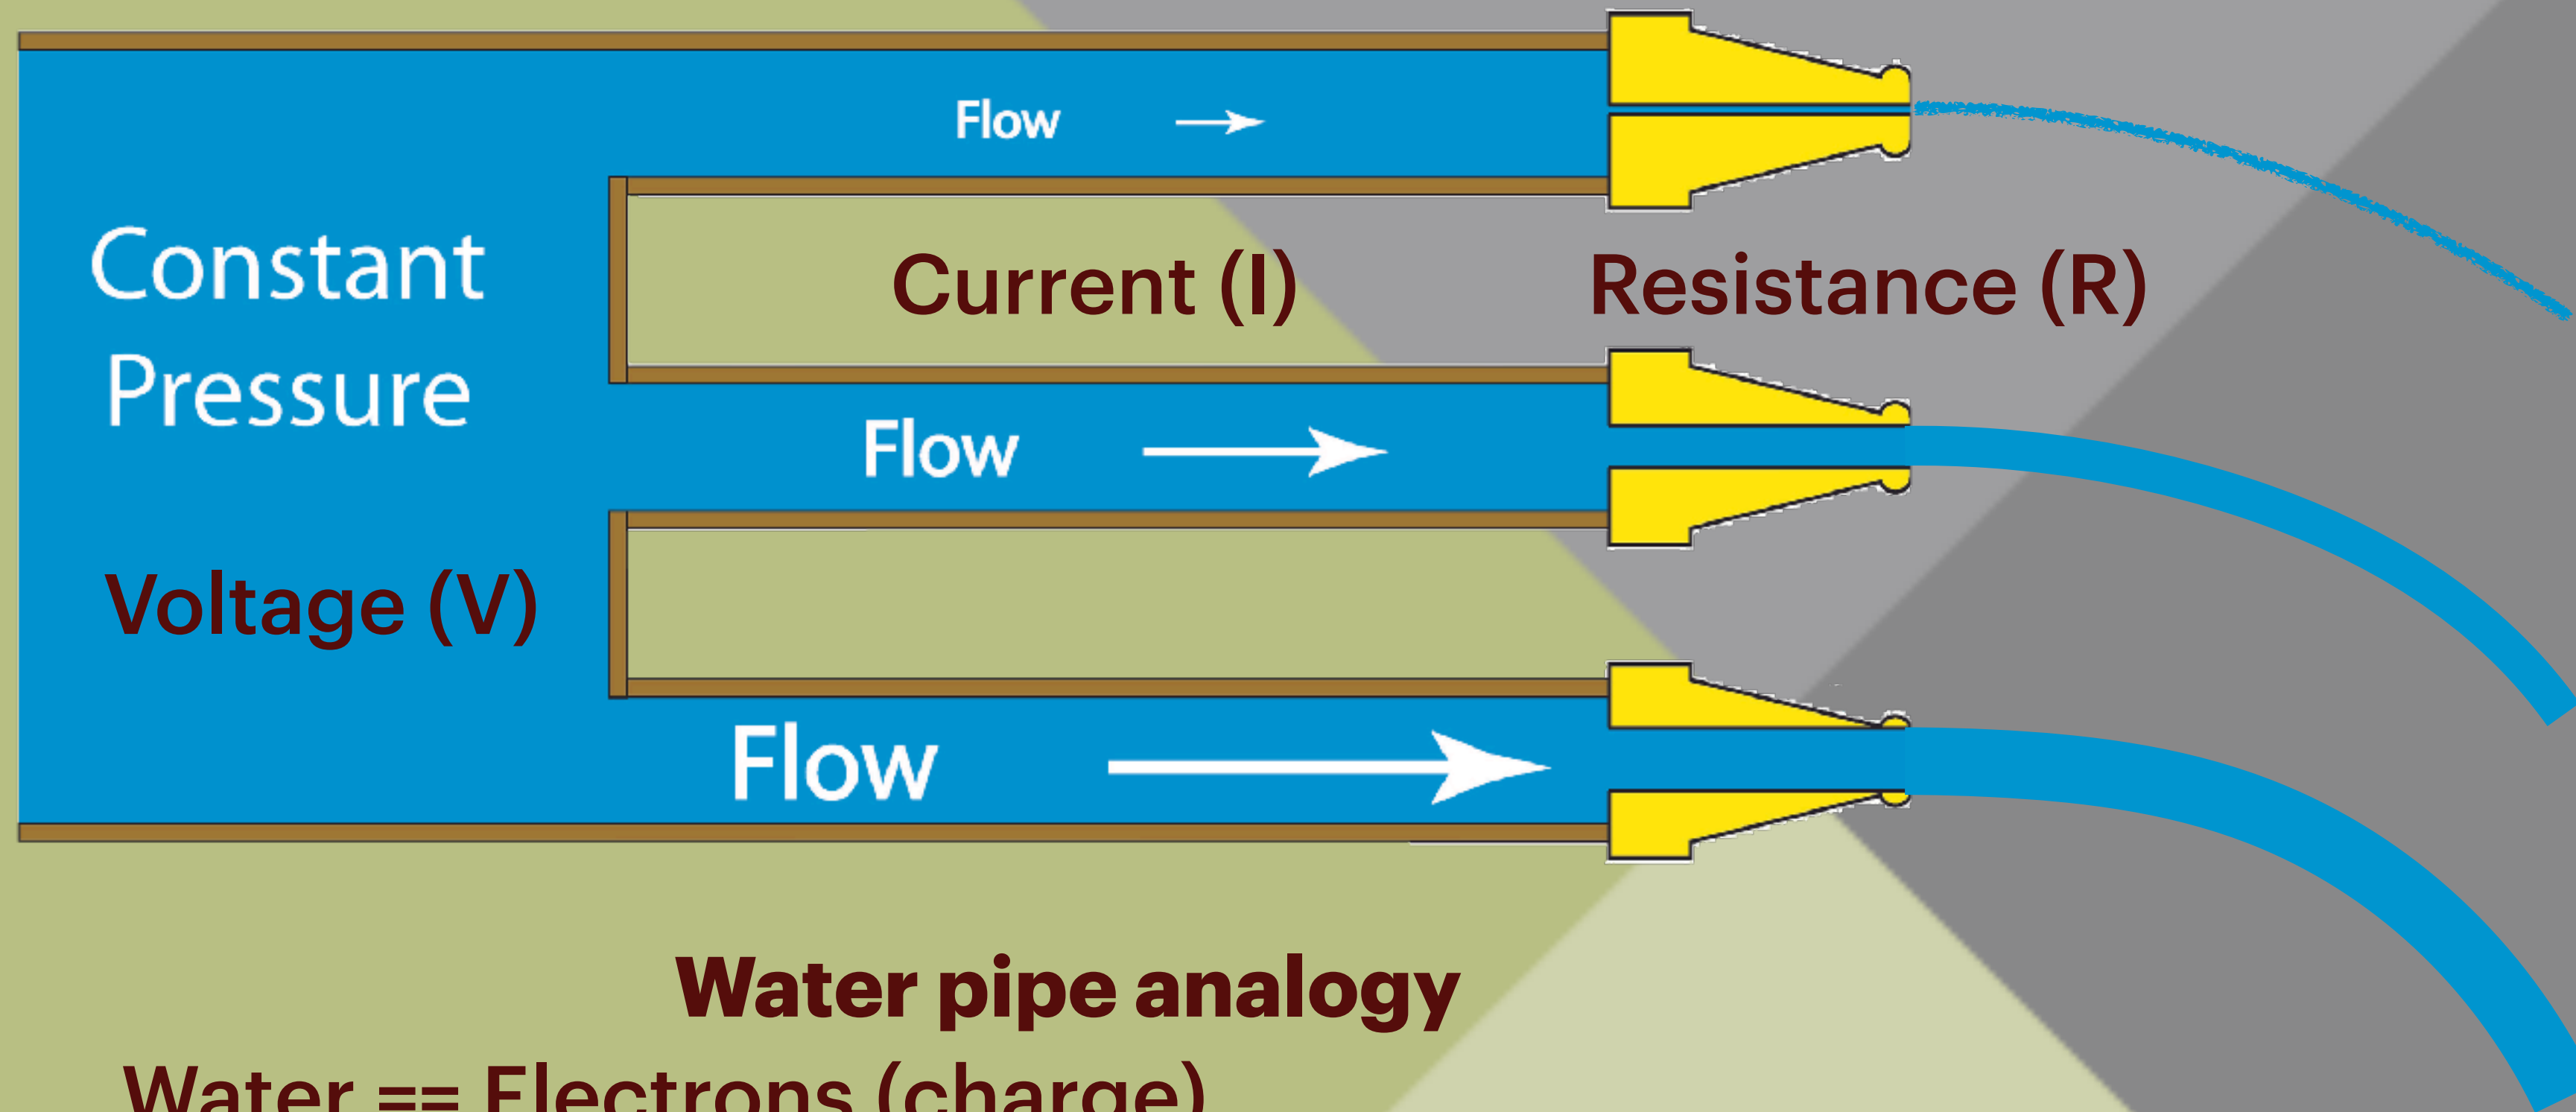 Flow
Constant
Pressure
Current (I)
Resistance (R)
Flow
Voltage (V)
Flow
Water pipe analogy
Water == Electrons (charge)